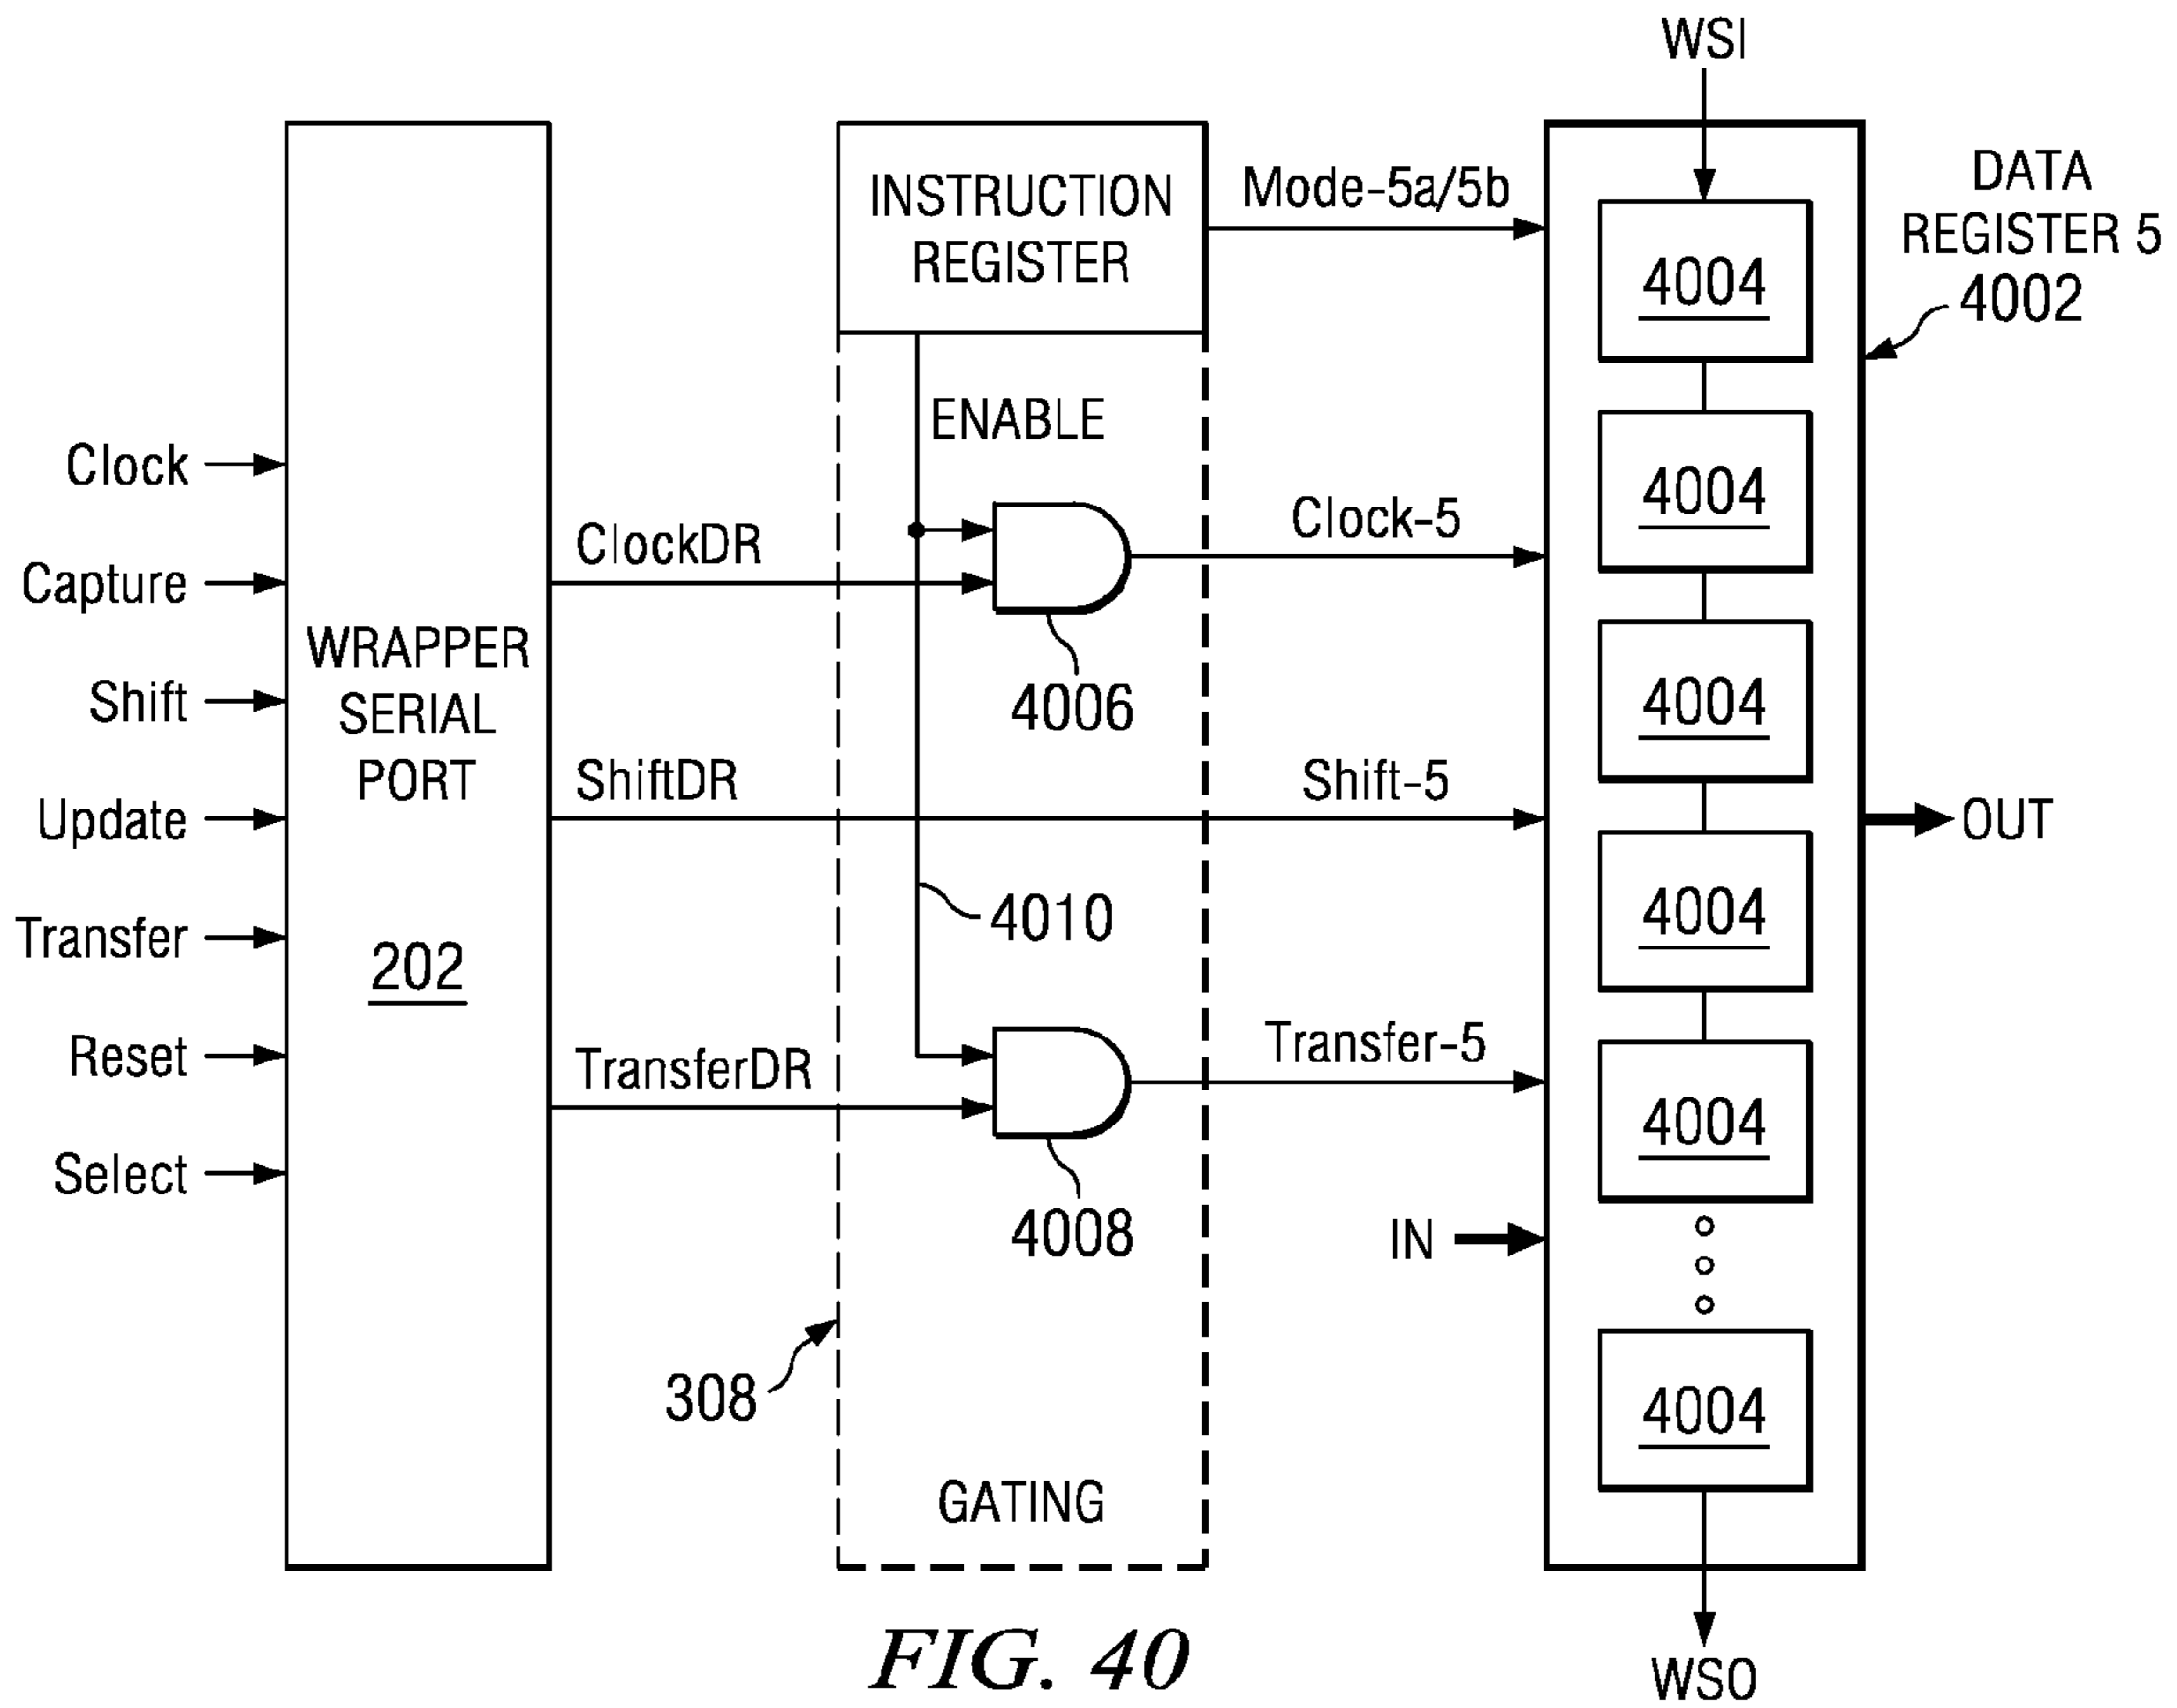 WSI
DATA
REGISTER 5
4002
INSTRUCTION
REGISTER
Mode-5a/5b
4004
ENABLE
Clock
Capture
Shift
Update
Transfer
Reset
Select
WRAPPER
SERIAL
PORT
202
ClockDR
Clock-5
4006
4004
ShiftDR
Shift-5
4004
4010
OUT
4004
TransferDR
Transfer-5
4008
4004
IN
308
4004
GATING
WSO
FIG. 40